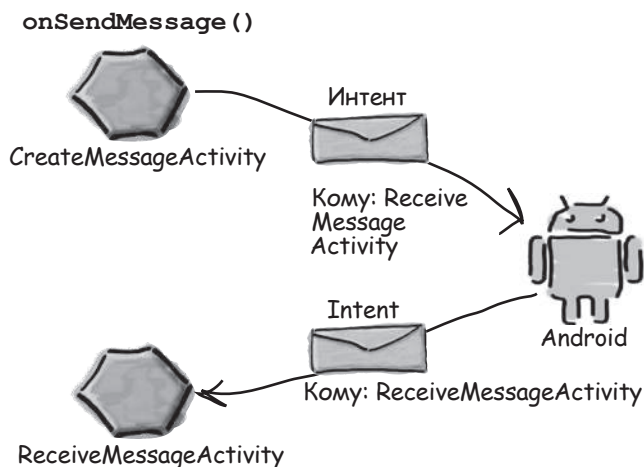 onSendMessage()
CreateMessageActivity
Интент
Кому: Receive
Message
Activity
Android
Intent
Кому: ReceiveMessageActivity
ReceiveMessageActivity